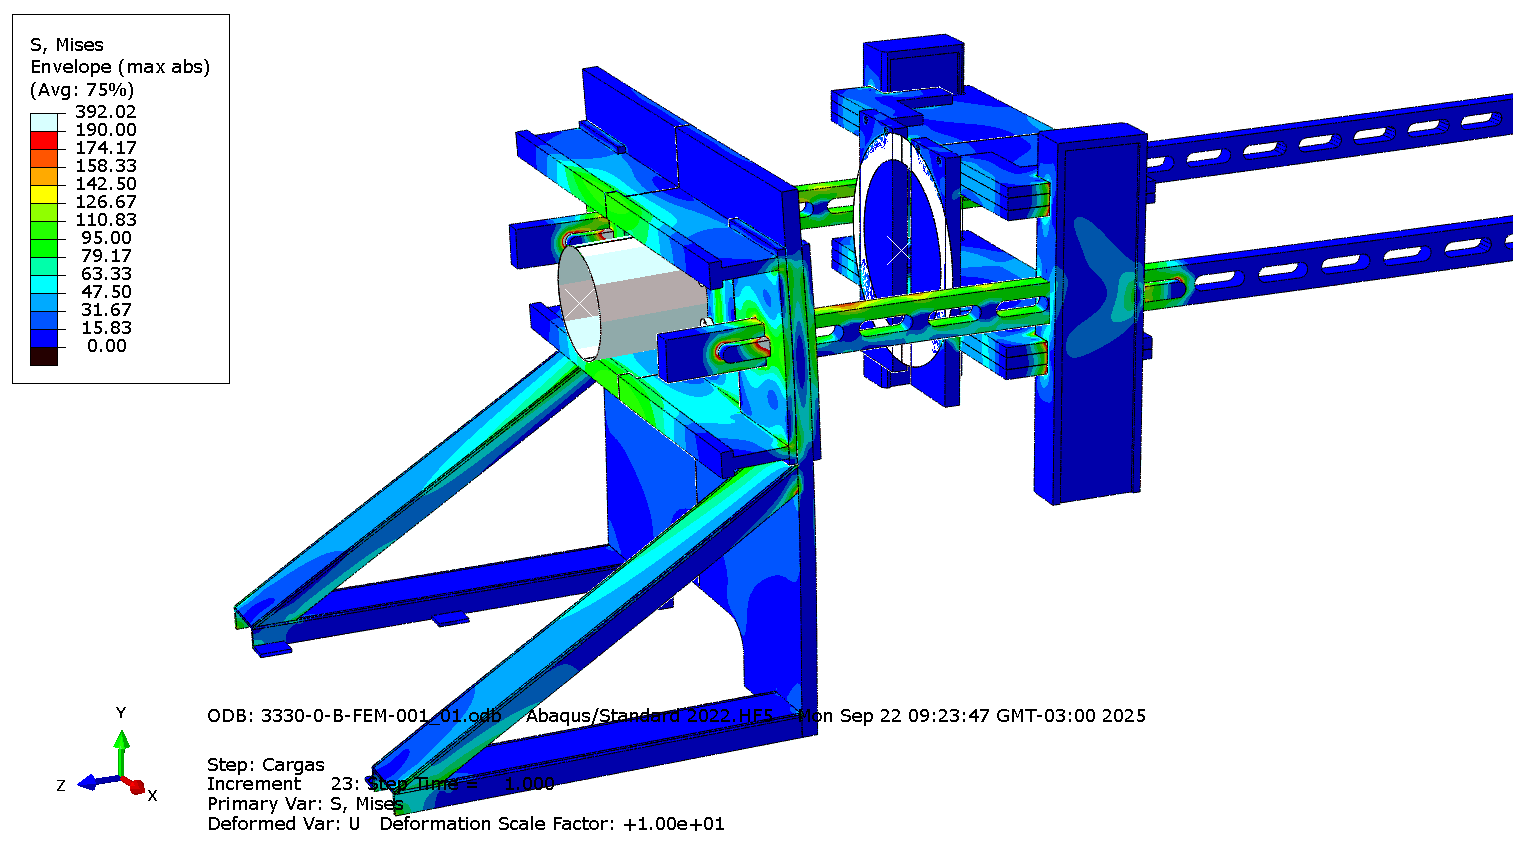 S, Mises
Envelope (max abs)
(Avg: 75%)
392.02
190.00
174.17
158.33
142.50
126.67
110.83
95.00
79.17
63.33
47.50
31.67
15.83
0.00
Y
Z
X
ODB: 3330-0-B-FEM-001_01.odb Abaqus/Standard 2022.HF5 Mon Sep 22 09:23:47 GMT-03:00 2025
Step: Cargas
Increment 23: Step Time = 1.000
Primary Var: S, Mises
Deformed Var: U Deformation Scale Factor: +1.00e+01